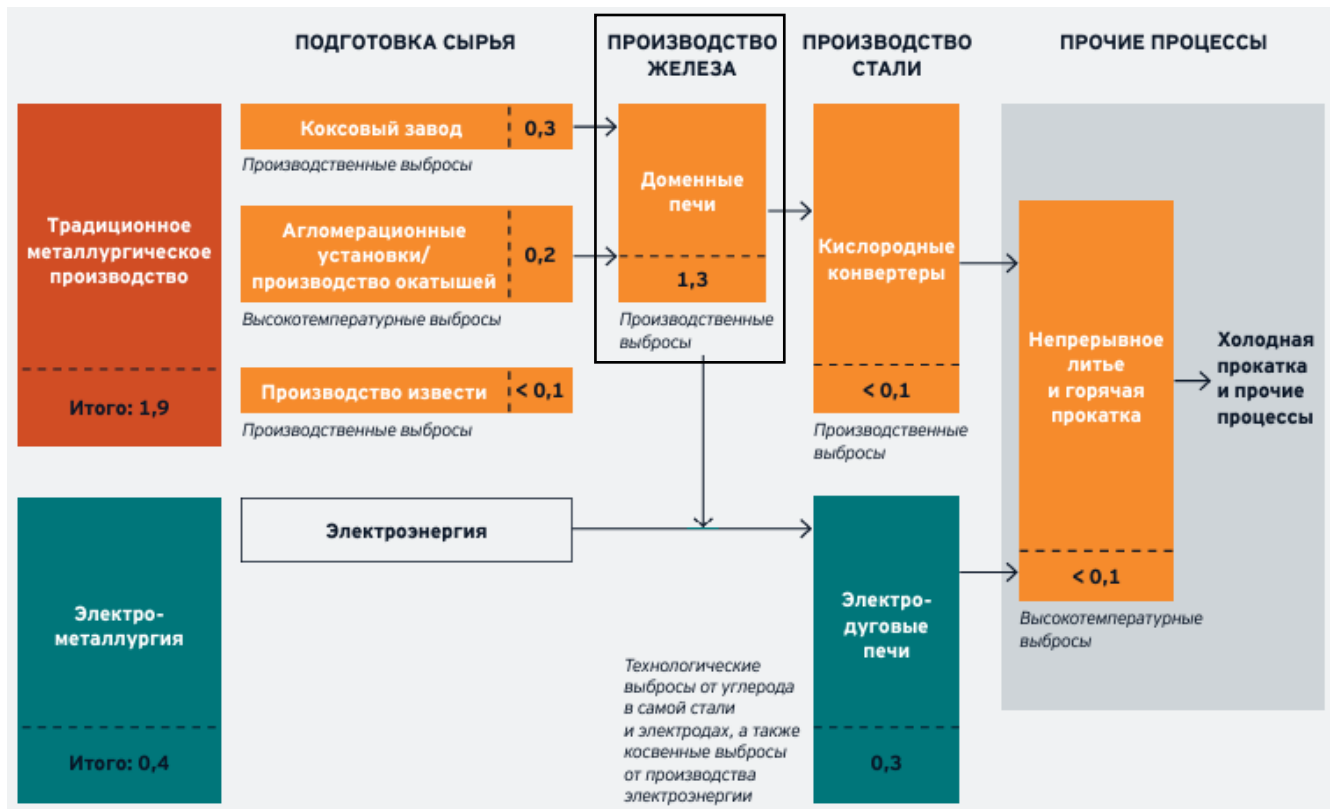 ПОДГОТОВКА СЫРЬЯ
ПРОИЗВОДСТВО
ЖЕЛЕЗА
ПРОИЗВОДСТВО
СТАЛИ
ПРОЧИЕ ПРОЦЕССЫ
Традиционное
металлургическое
производство
Итого: 1,9
Коксовый завод
0,3
Производственные выбросы
Агломерационные
установки/
производство окатышей
0,2
Высокотемпературные выбросы
Производство извести
< 0,1
Производственные выбросы
Доменные
печи
1,3
Производственные
выбросы
Кислородные
конвертеры
< 0,1
Производственные
выбросы
Непрерывное
литье
и горячая
прокатка
< 0,1
Высокотемпературные
выбросы
Холодная
прокатка
и прочие
процессы
Электро-
металлургия
Итого: 0,4
Электроэнергия
Технологические
выбросы от углерода
в самой стали
и электродах, а также
косвенные выбросы
от производства
электроэнергии
Электро-
дуговые
печи
0,3